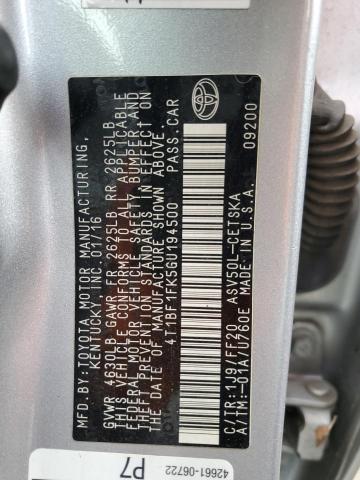 MFD.BY:TOYOTA MOTOR MANUFACTURING,
KENTUCKY, INC. 01/16
GVWR 4630LB GAWR FR 2625LB RR 2625LB
THIS VEHICLE CONFORMS TO ALL APPLICABLE
FEDERAL MOTOR VEHICLE SAFETY, BUMPER, AND
THEFT PREVENTION STANDARDS IN EFFECT ON
THE DATE OF MANUFACTURE SHOWN ABOVE.
4T1BF1FK5GU194500 PASS.CAR
C/TR:1J9/FF20 ASV50L-CETSKA 09200
A/TM:-01A/U760E MADE IN U.S.A.
42661-06722
P7